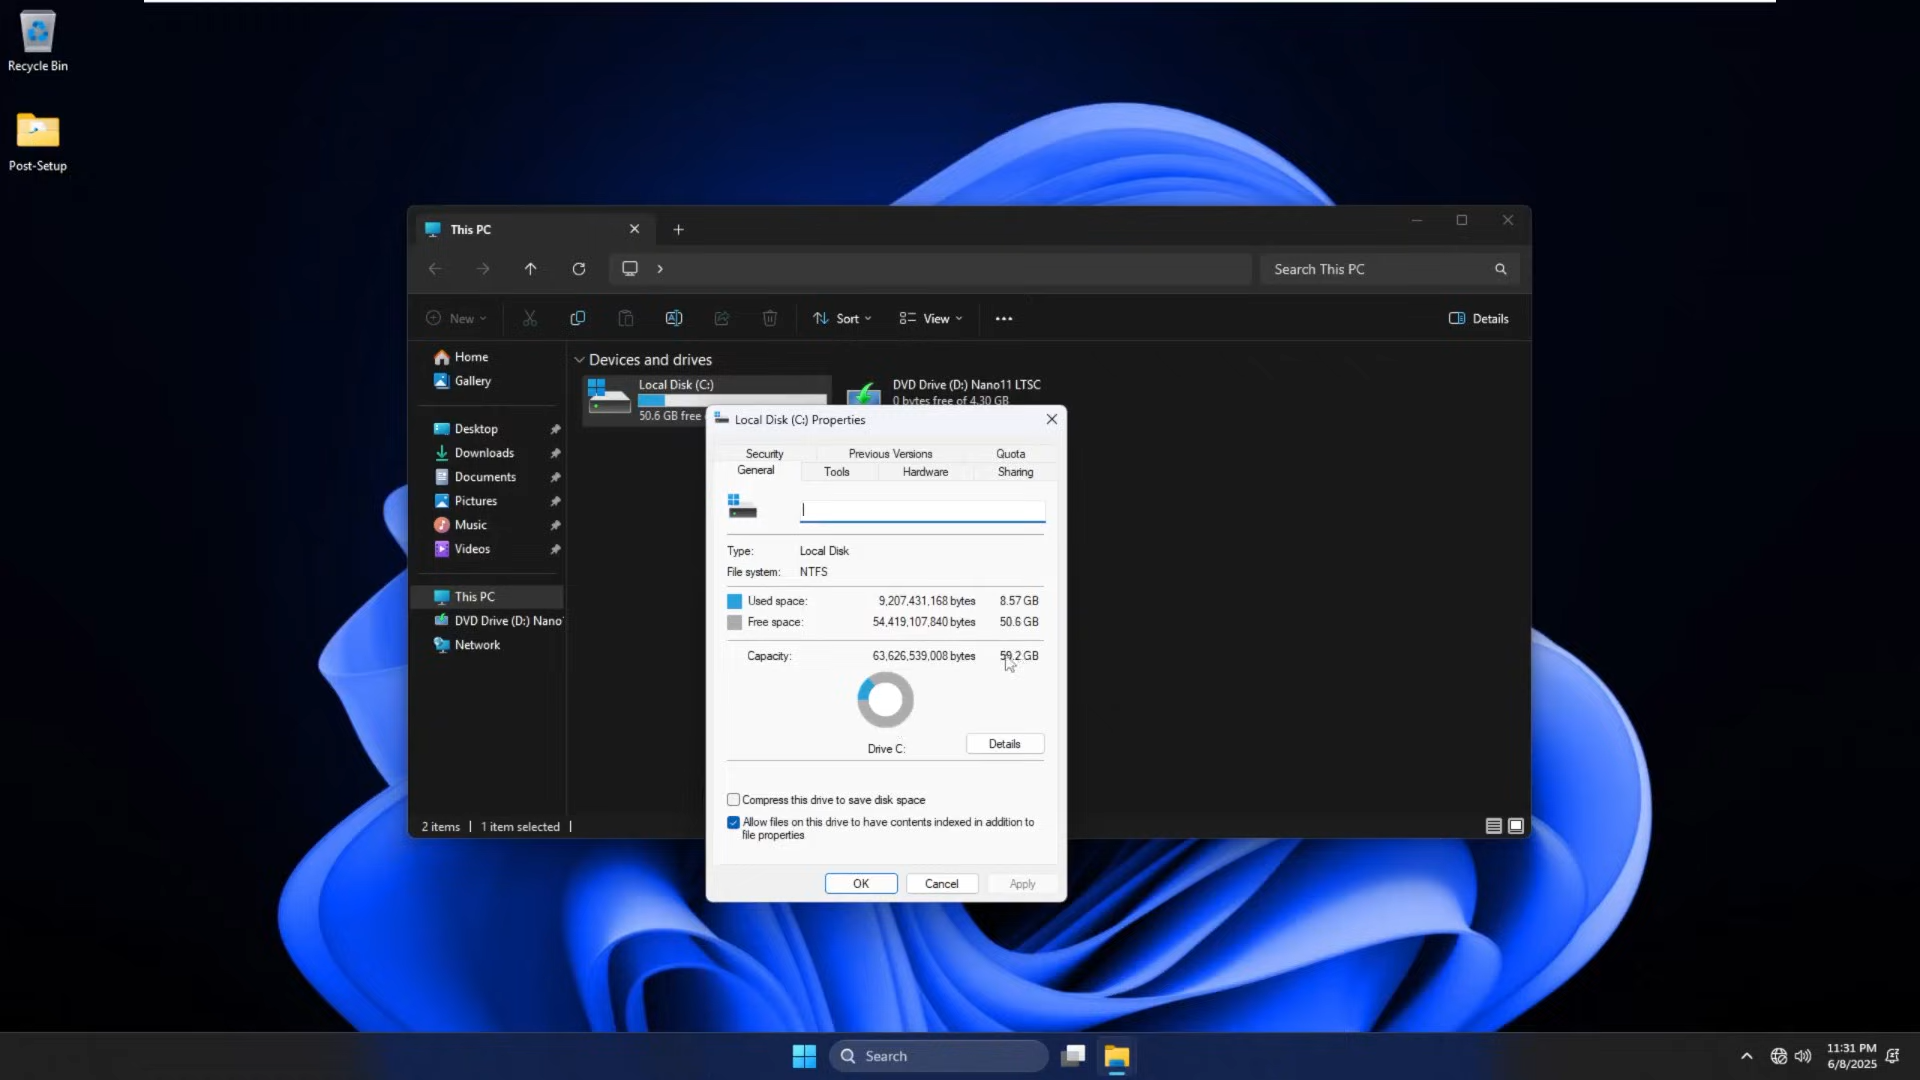 Recycle Bin
Post-Setup
This PC
Search This PC
New
Sort
View
Details
Home
Gallery
Desktop
Downloads
Documents
Pictures
Music
Videos
This PC
DVD Drive (D:) Nano
Network
Devices and drives
Local Disk (C:)
50.6 GB free
DVD Drive (D:) Nano11 LTSC
0 bytes free of 4.30 GB
2 items
1 item selected
Local Disk (C:) Properties
Security Previous Versions Quota
General Tools Hardware Sharing
Type: Local Disk
File system: NTFS
Used space: 9,207,431,168 bytes 8.57 GB
Free space: 54,419,107,840 bytes 50.6 GB
Capacity: 63,626,539,008 bytes 59.2 GB
Drive C:
Details
Compress this drive to save disk space
Allow files on this drive to have contents indexed in addition to
file properties
OK Cancel Apply
Search
11:31 PM
6/8/2025